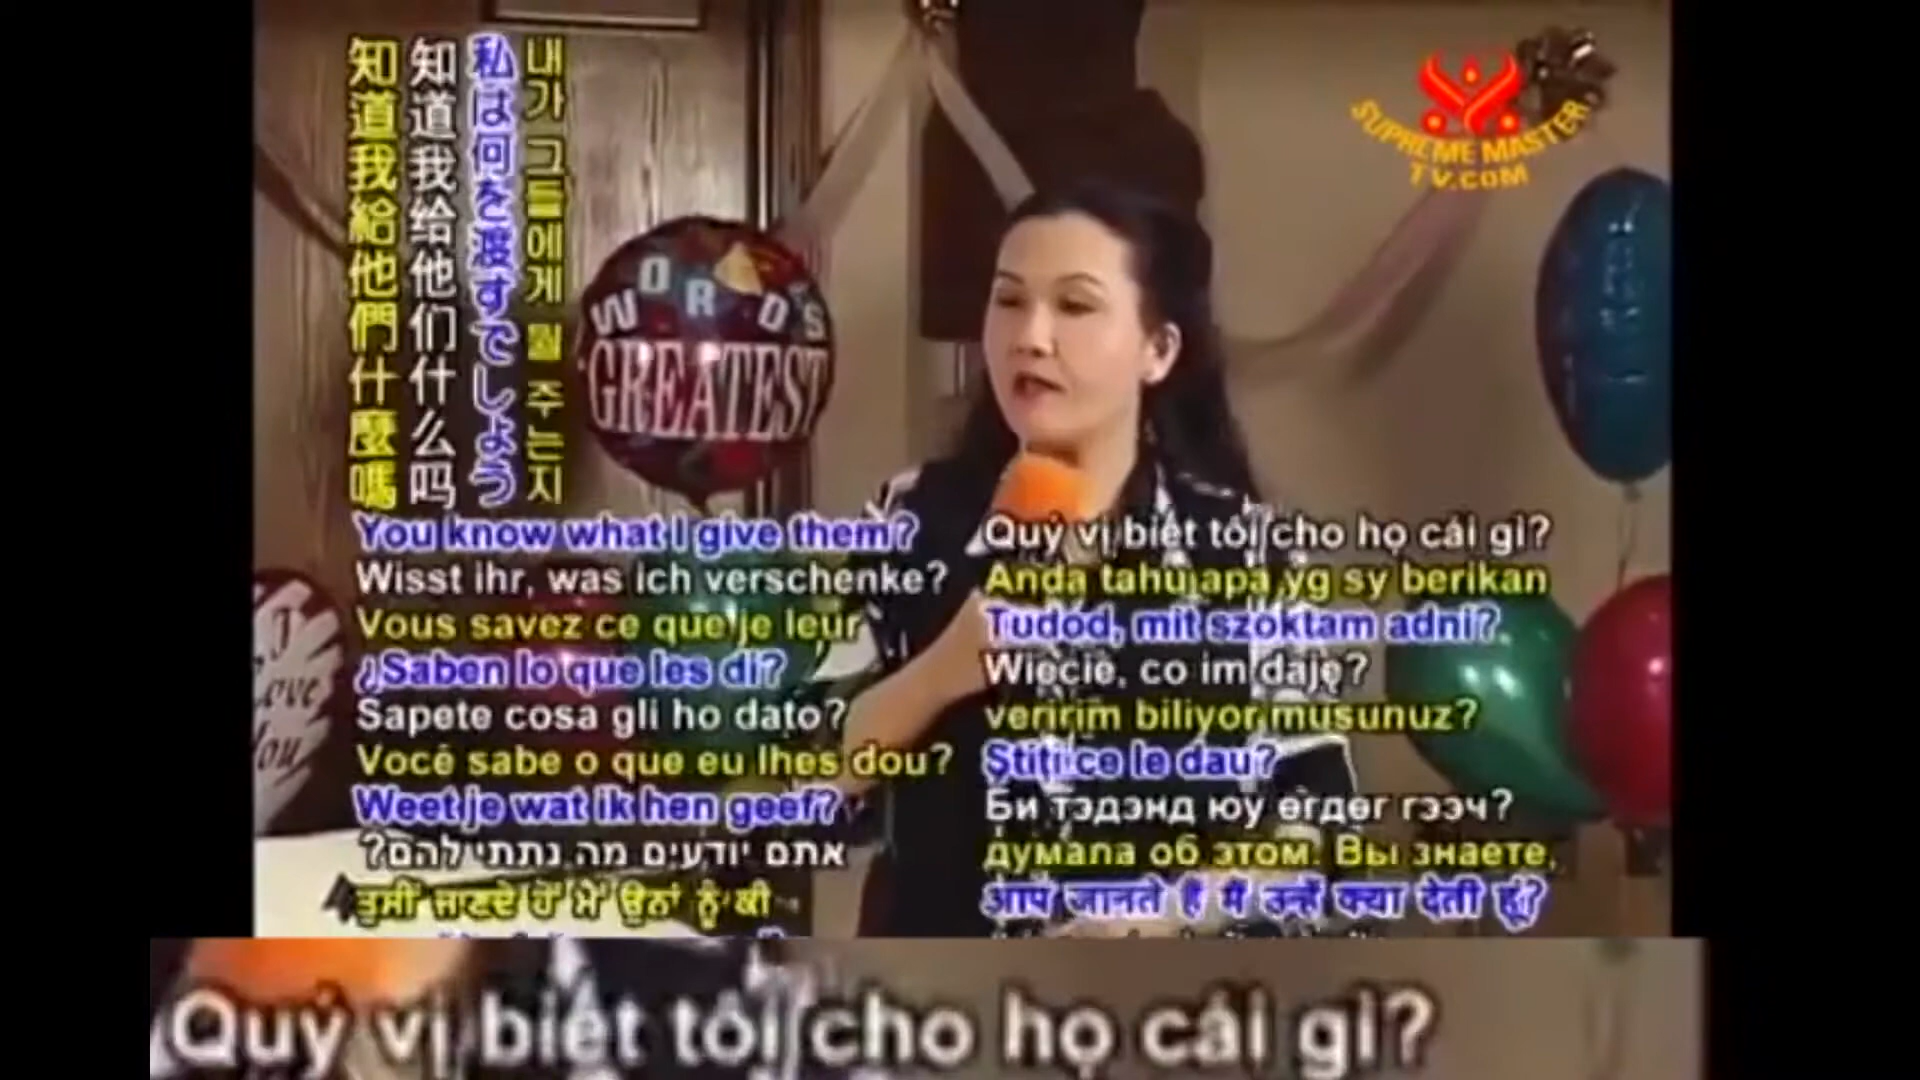 知道我給他們什麼嗎
知道我给他们什么吗
私は何を渡すでしょう
내가 그들에게 뭘 주는지
SUPREME MASTER
TV.COM
WORLD'S
GREATEST
I
Love
You
You know what I give them?
Wisst ihr, was ich verschenke?
Vous savez ce que je leur
¿Saben lo que les di?
Sapete cosa gli ho dato?
Você sabe o que eu lhes dou?
Weet je wat ik hen geef?
אתם יודעים מה נתתי להם?
ਤੁਸੀਂ ਜਾਣਦੇ ਹੋਂ ਮੇਂ ਉਨਾਂ ਨੂੰ ਕੀ
Quý vị biết tôi cho họ cái gì?
Anda tahu apa yg sy berikan
Tudod, mit szoktam adni?
Wiecie, co im daję?
veririm biliyor musunuz?
Ştiţi ce le dau?
Би тэдэнд юу өгдөг гээч?
думала об этом. Вы знаете,
आप जानते हैं मैं उन्हें क्या देती हूं?
Quý vị biết tôi cho họ cái gì?